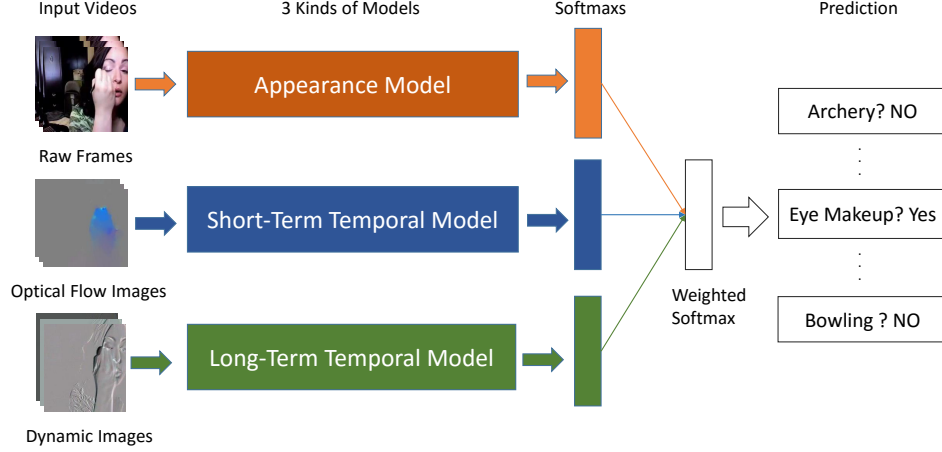 Input Videos
3 Kinds of Models
Softmaxs
Prediction
Appearance Model
Archery? NO
Raw Frames
Short-Term Temporal Model
Eye Makeup? Yes
Optical Flow Images
Weighted
Softmax
Long-Term Temporal Model
Bowling ? NO
Dynamic Images